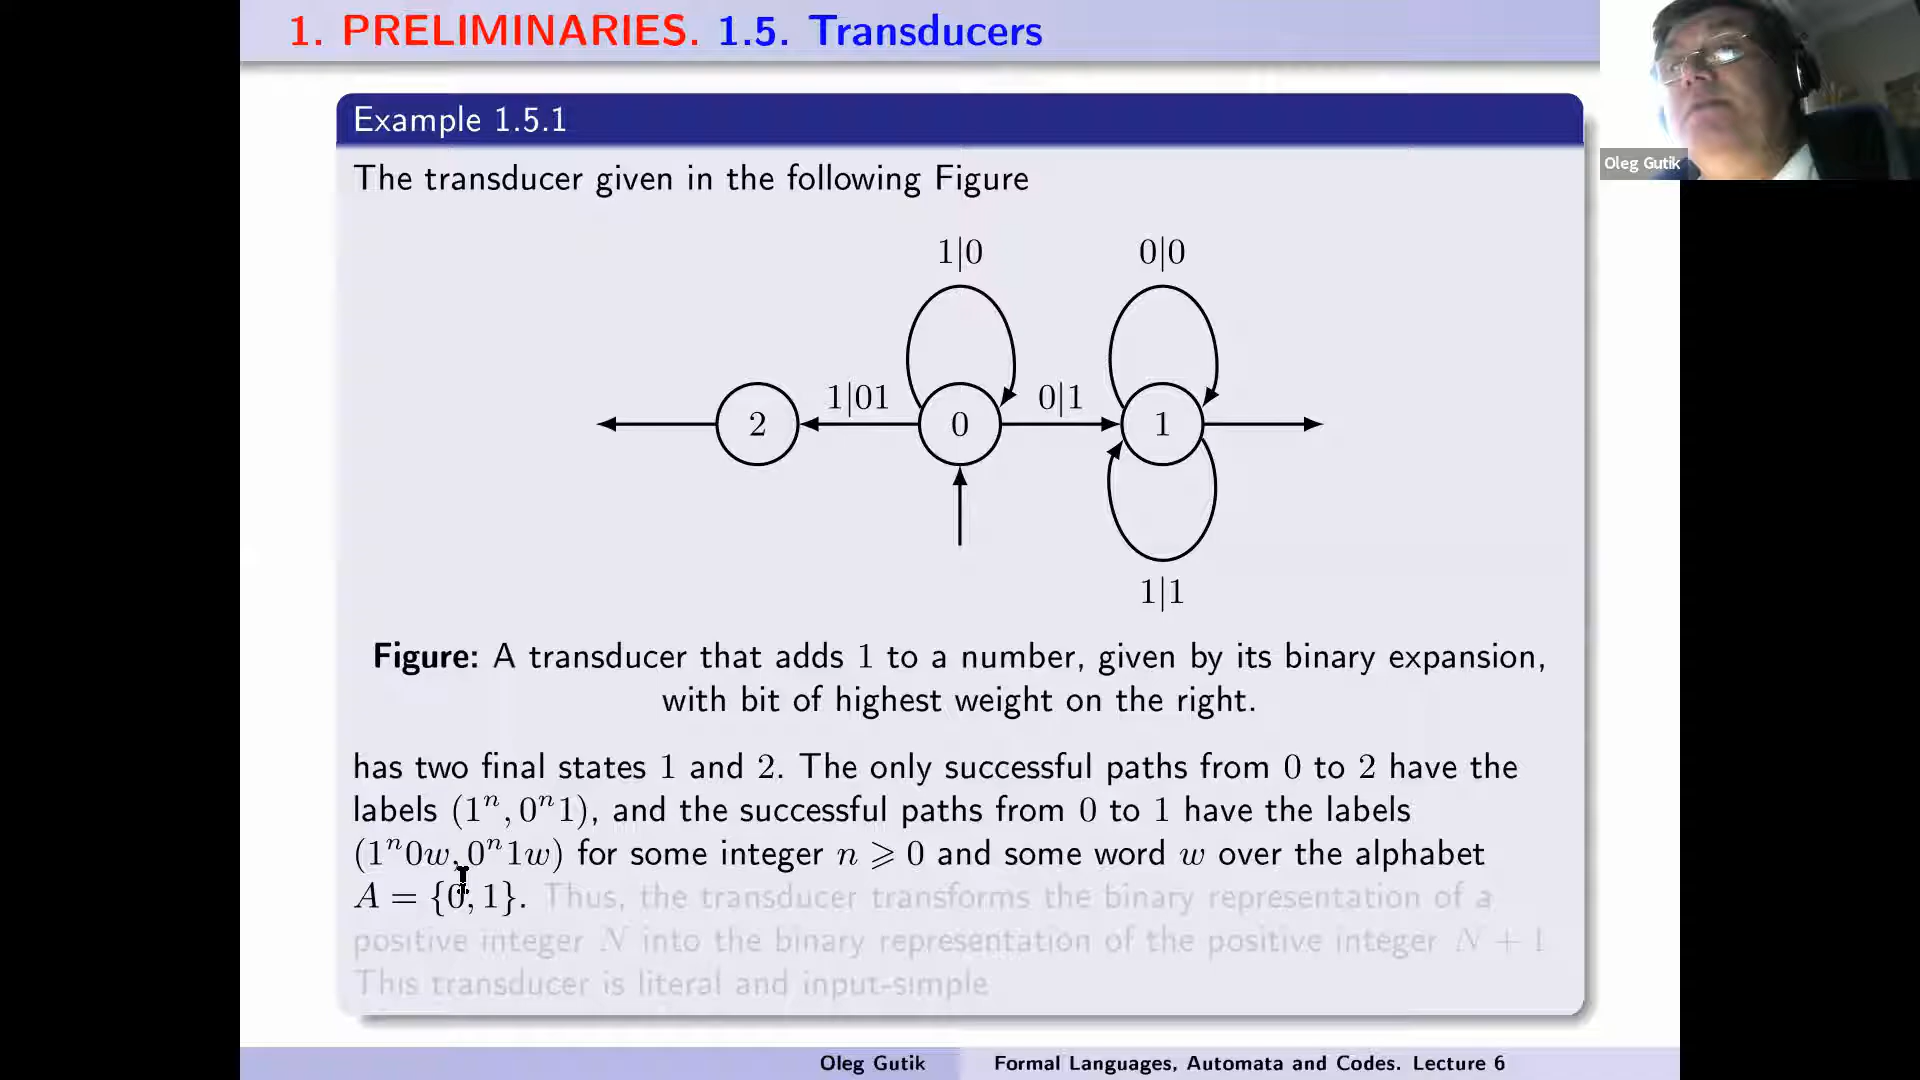 1. PRELIMINARIES. 1.5. Transducers
Oleg Gutik
Example 1.5.1
The transducer given in the following Figure
1|0
0|0
1|01
0|1
2
0
1
1|1
Figure: A transducer that adds 1 to a number, given by its binary expansion,
with bit of highest weight on the right.
has two final states 1 and 2. The only successful paths from 0 to 2 have the
labels (1ⁿ, 0ⁿ1), and the successful paths from 0 to 1 have the labels
(1ⁿ0w, 0ⁿ1w) for some integer n ⩾ 0 and some word w over the alphabet
A = {0, 1}. Thus, the transducer transforms the binary representation of a
positive integer N into the binary representation of the positive integer N + 1
This transducer is literal and input-simple
Oleg Gutik
Formal Languages, Automata and Codes. Lecture 6